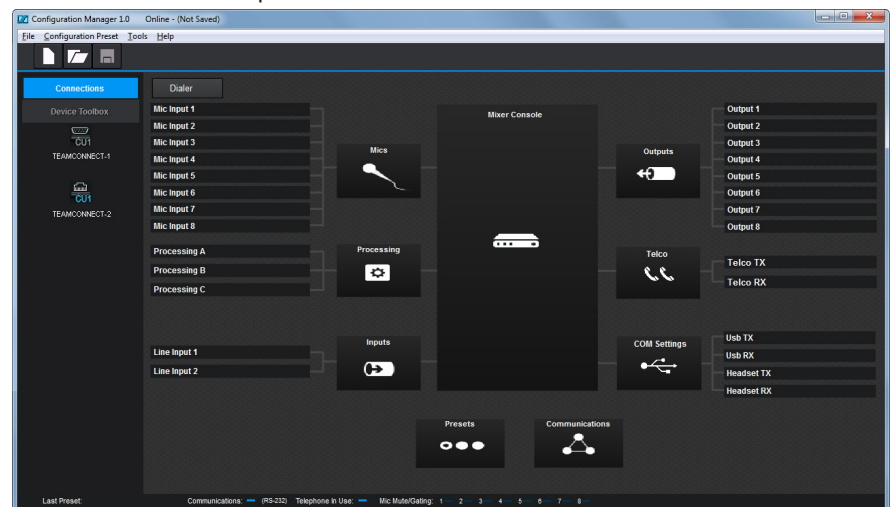 Configuration Manager 1.0 Online - (Not Saved)
File Configuration Preset Tools Help
Connections
Device Toolbox
CU1
TEAMCONNECT-1
CU1
TEAMCONNECT-2
Dialer
Mic Input 1
Mic Input 2
Mic Input 3
Mic Input 4
Mic Input 5
Mic Input 6
Mic Input 7
Mic Input 8
Mics
Processing A
Processing B
Processing C
Processing
Line Input 1
Line Input 2
Inputs
Mixer Console
Outputs
Output 1
Output 2
Output 3
Output 4
Output 5
Output 6
Output 7
Output 8
Telco
Telco TX
Telco RX
COM Settings
Usb TX
Usb RX
Headset TX
Headset RX
Presets
Communications
Last Preset: Communications: (RS-232) Telephone In Use: Mic Mute/Gating: 1 2 3 4 5 6 7 8